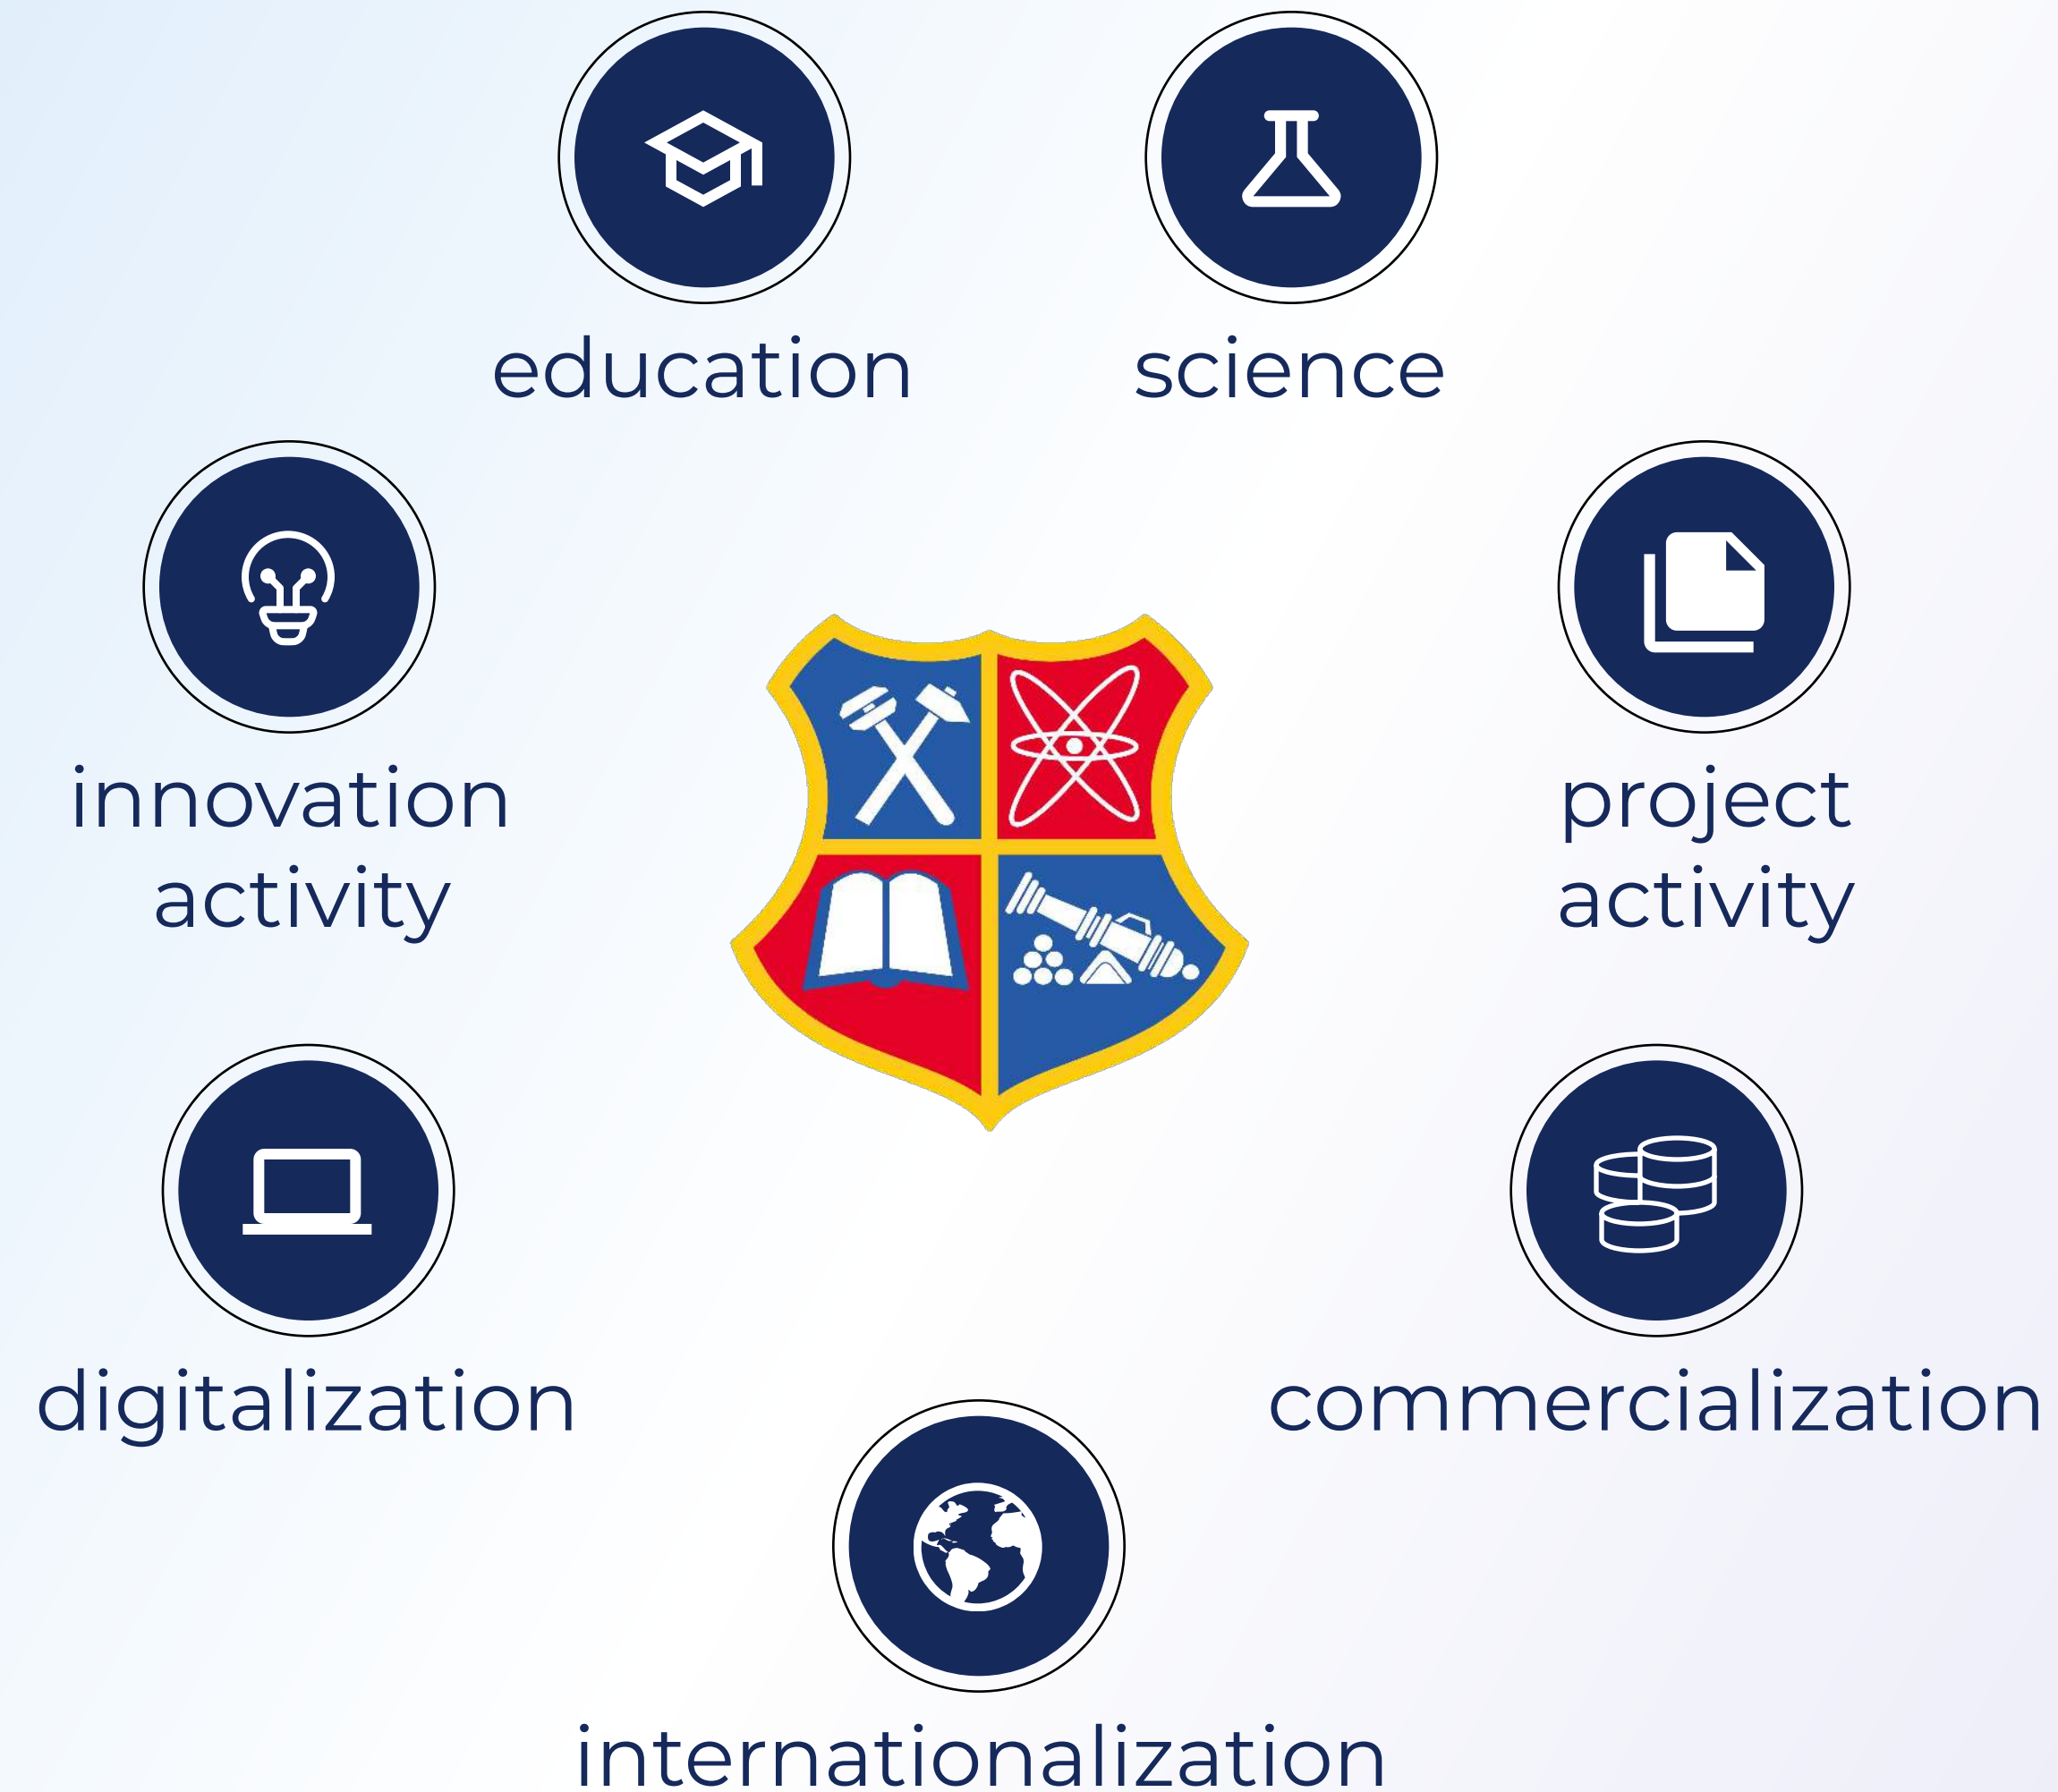 education
science
innovation
activity
project
activity
digitalization
commercialization
internationalization